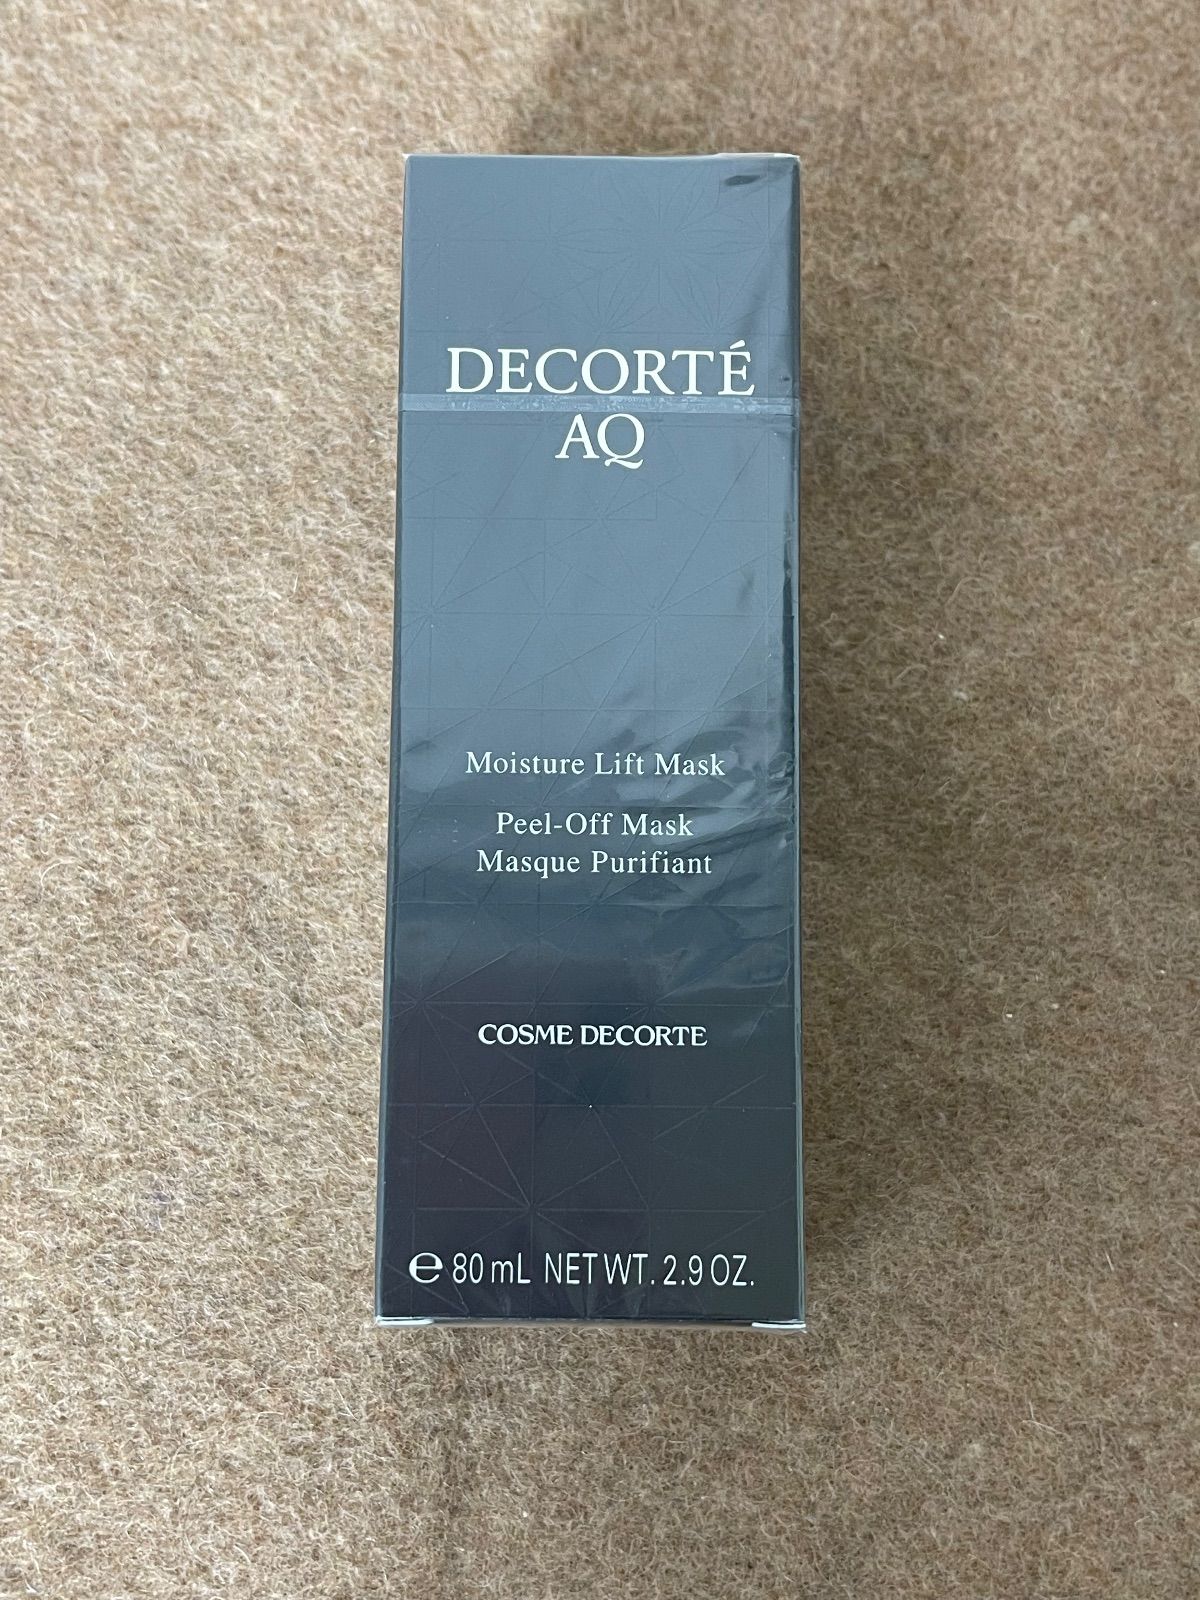 DECORTÉ
AQ
Moisture Lift Mask
Peel-Off Mask
Masque Purifiant
COSME DECORTE
℮ 80 mL NET WT. 2.9 OZ.